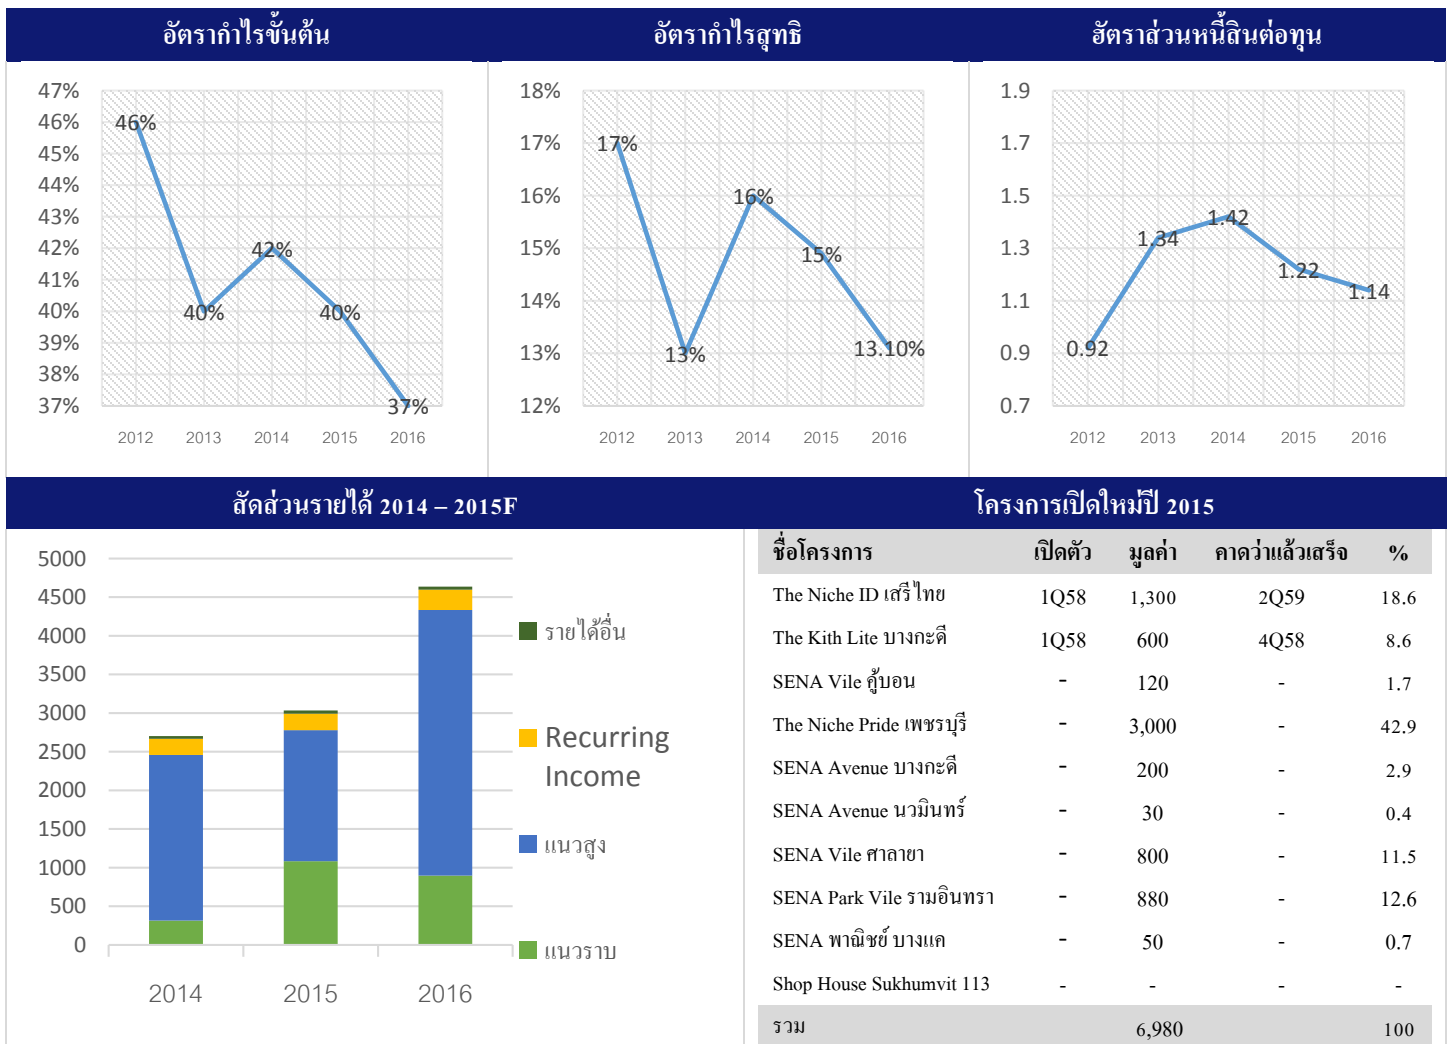 อัตรากำไรขั้นต้น
47%
46%
45%
44%
43%
42%
41%
40%
39%
38%
37%
46%
40%
42%
40%
37%
2012 2013 2014 2015 2016
อัตรากำไรสุทธิ
18%
17%
16%
15%
14%
13%
12%
17%
13%
16%
15%
13.10%
2012 2013 2014 2015 2016
ฮัตราส่วนหนี้สินต่อทุน
1.9
1.7
1.5
1.3
1.1
0.9
0.7
0.92
1.34
1.42
1.22
1.14
2012 2013 2014 2015 2016
สัดส่วนรายได้ 2014 – 2015F
5000
4500
4000
3500
3000
2500
2000
1500
1000
500
0
2014 2015 2016
รายได้อื่น
Recurring
Income
แนวสูง
แนวราบ
โครงการเปิดใหม่ปี 2015
ชื่อโครงการ เปิดตัว มูลค่า คาดว่าแล้วเสร็จ %
The Niche ID เสรีไทย 1Q58 1,300 2Q59 18.6
The Kith Lite บางกะดี 1Q58 600 4Q58 8.6
SENA Vile คู้บอน - 120 - 1.7
The Niche Pride เพชรบุรี - 3,000 - 42.9
SENA Avenue บางกะดี - 200 - 2.9
SENA Avenue นวมินทร์ - 30 - 0.4
SENA Vile ศาลายา - 800 - 11.5
SENA Park Vile รามอินทรา - 880 - 12.6
SENA พาณิชย์ บางแค - 50 - 0.7
Shop House Sukhumvit 113 - - - -
รวม 6,980 100